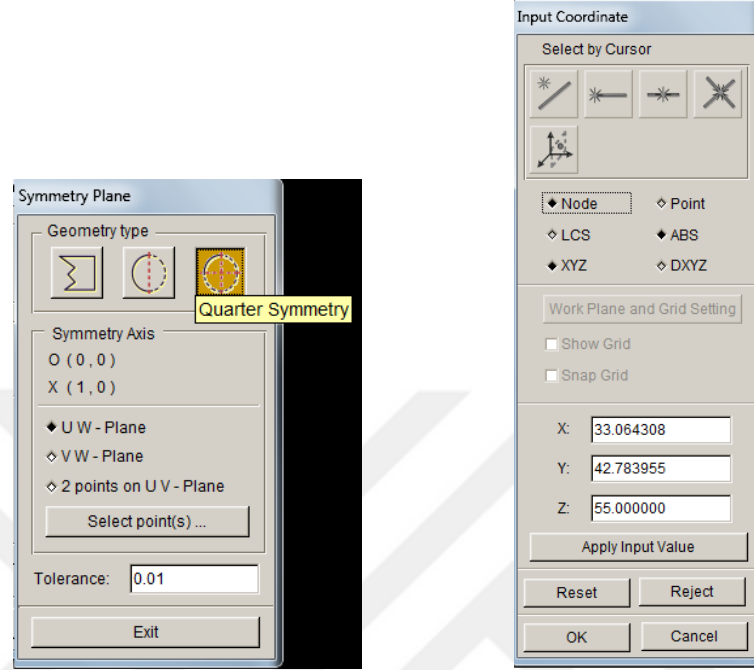 Symmetry Plane
Geometry type
Quarter Symmetry
Symmetry Axis
O ( 0 , 0 )
X ( 1 , 0 )
U W - Plane
V W - Plane
2 points on U V - Plane
Select point(s) ...
Tolerance: 0.01
Exit
Input Coordinate
Select by Cursor
Node Point
LCS ABS
XYZ DXYZ
Work Plane and Grid Setting
Show Grid
Snap Grid
X: 33.064308
Y: 42.783955
Z: 55.000000
Apply Input Value
Reset Reject
OK Cancel